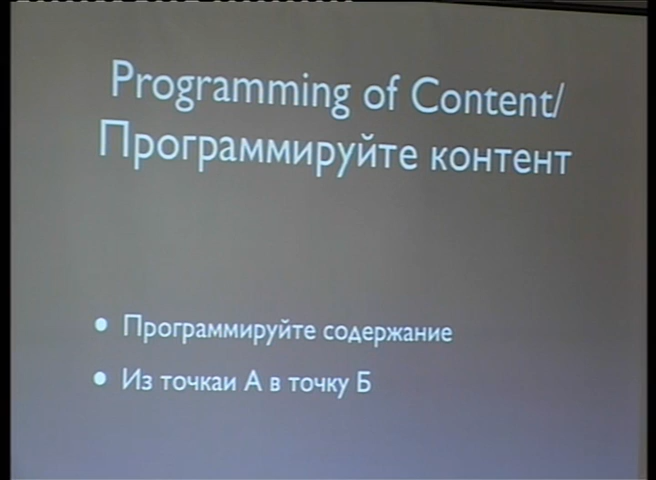 Programming of Content/
Программируйте контент
Программируйте содержание
Из точкаи А в точку Б